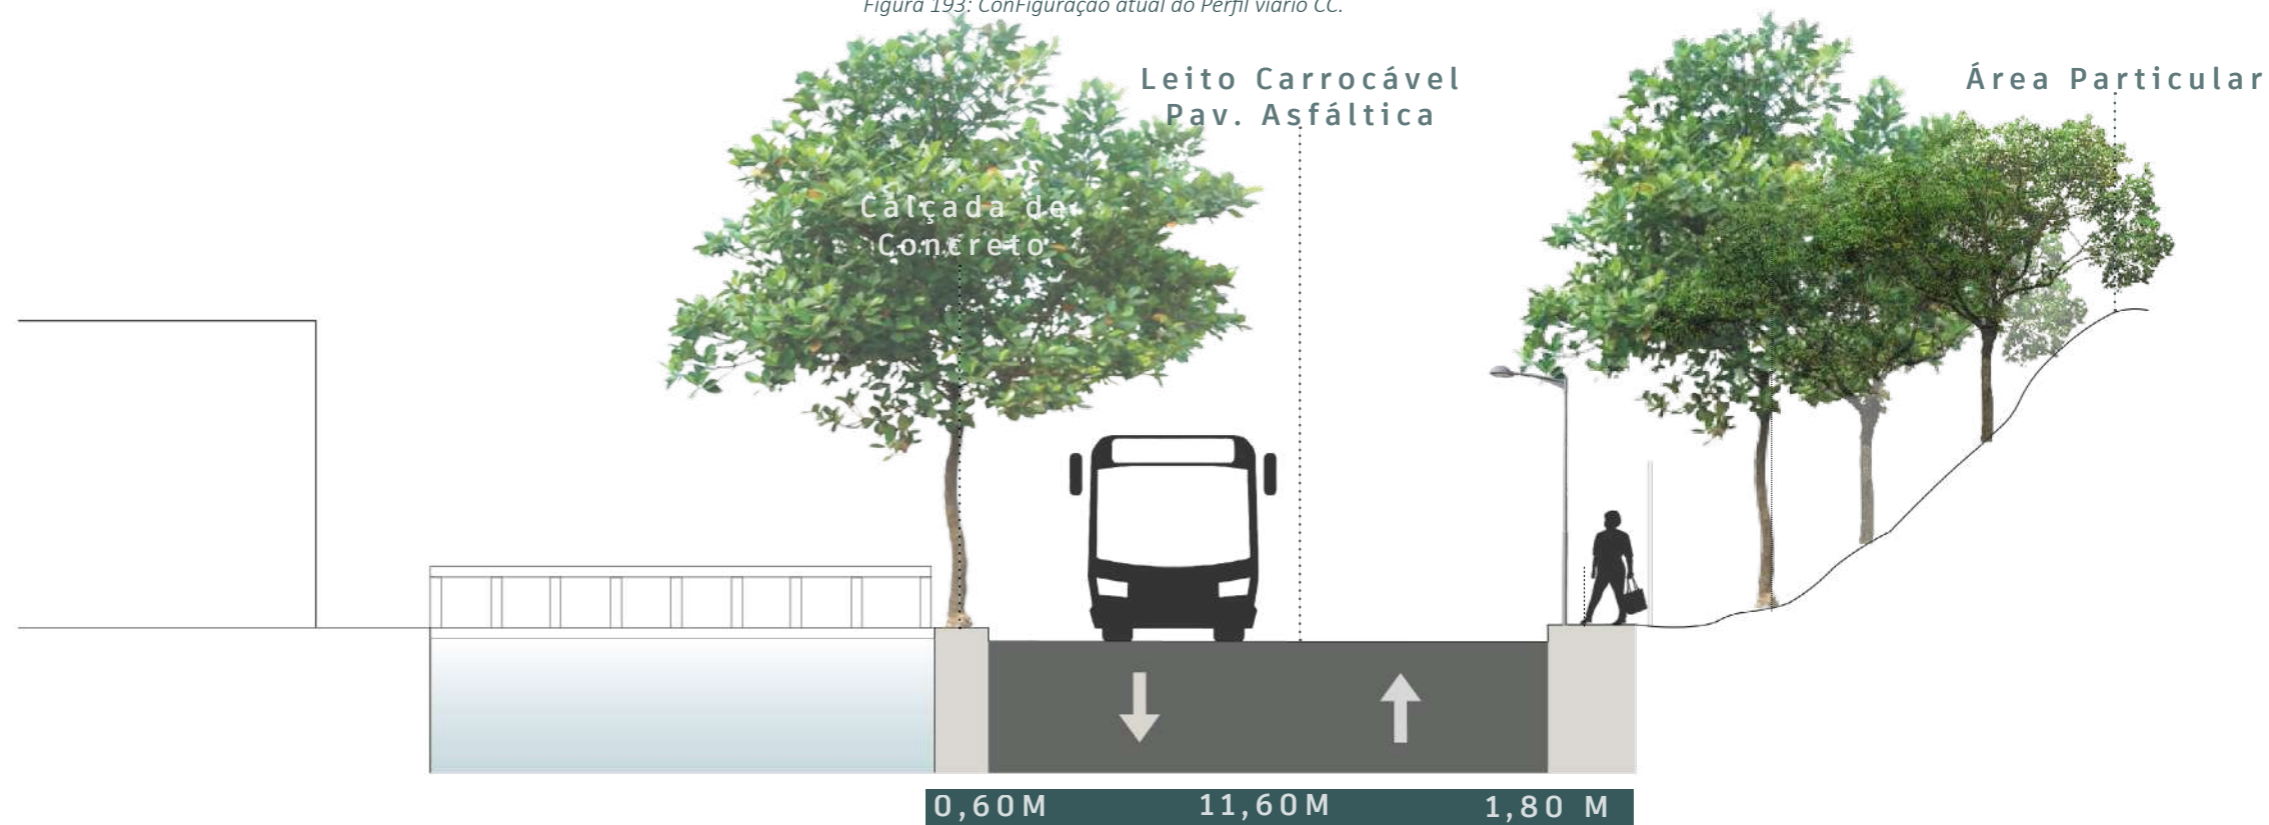 Figura 193: ConFiguração atual do Perfil viário CC.
Leito Carrocável
Pav. Asfáltica
Área Particular
Calçada de
Concreto
0,60M 11,60M 1,80 M